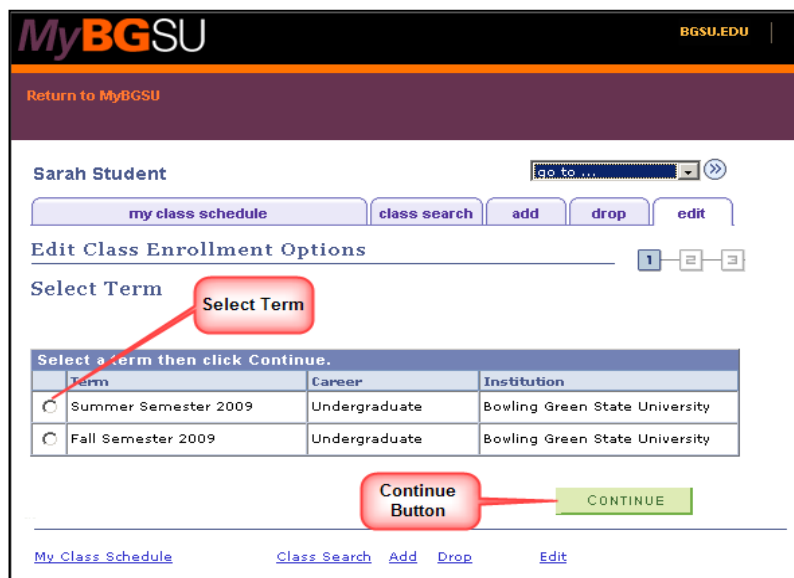 MyBGSU
BGSU.EDU
Return to MyBGSU
Sarah Student
go to ...
my class schedule class search add drop edit
Edit Class Enrollment Options
1 2 3
Select Term
Select Term
Select a term then click Continue.
Term Career Institution
Summer Semester 2009 Undergraduate Bowling Green State University
Fall Semester 2009 Undergraduate Bowling Green State University
Continue
Button
CONTINUE
My Class Schedule Class Search Add Drop Edit